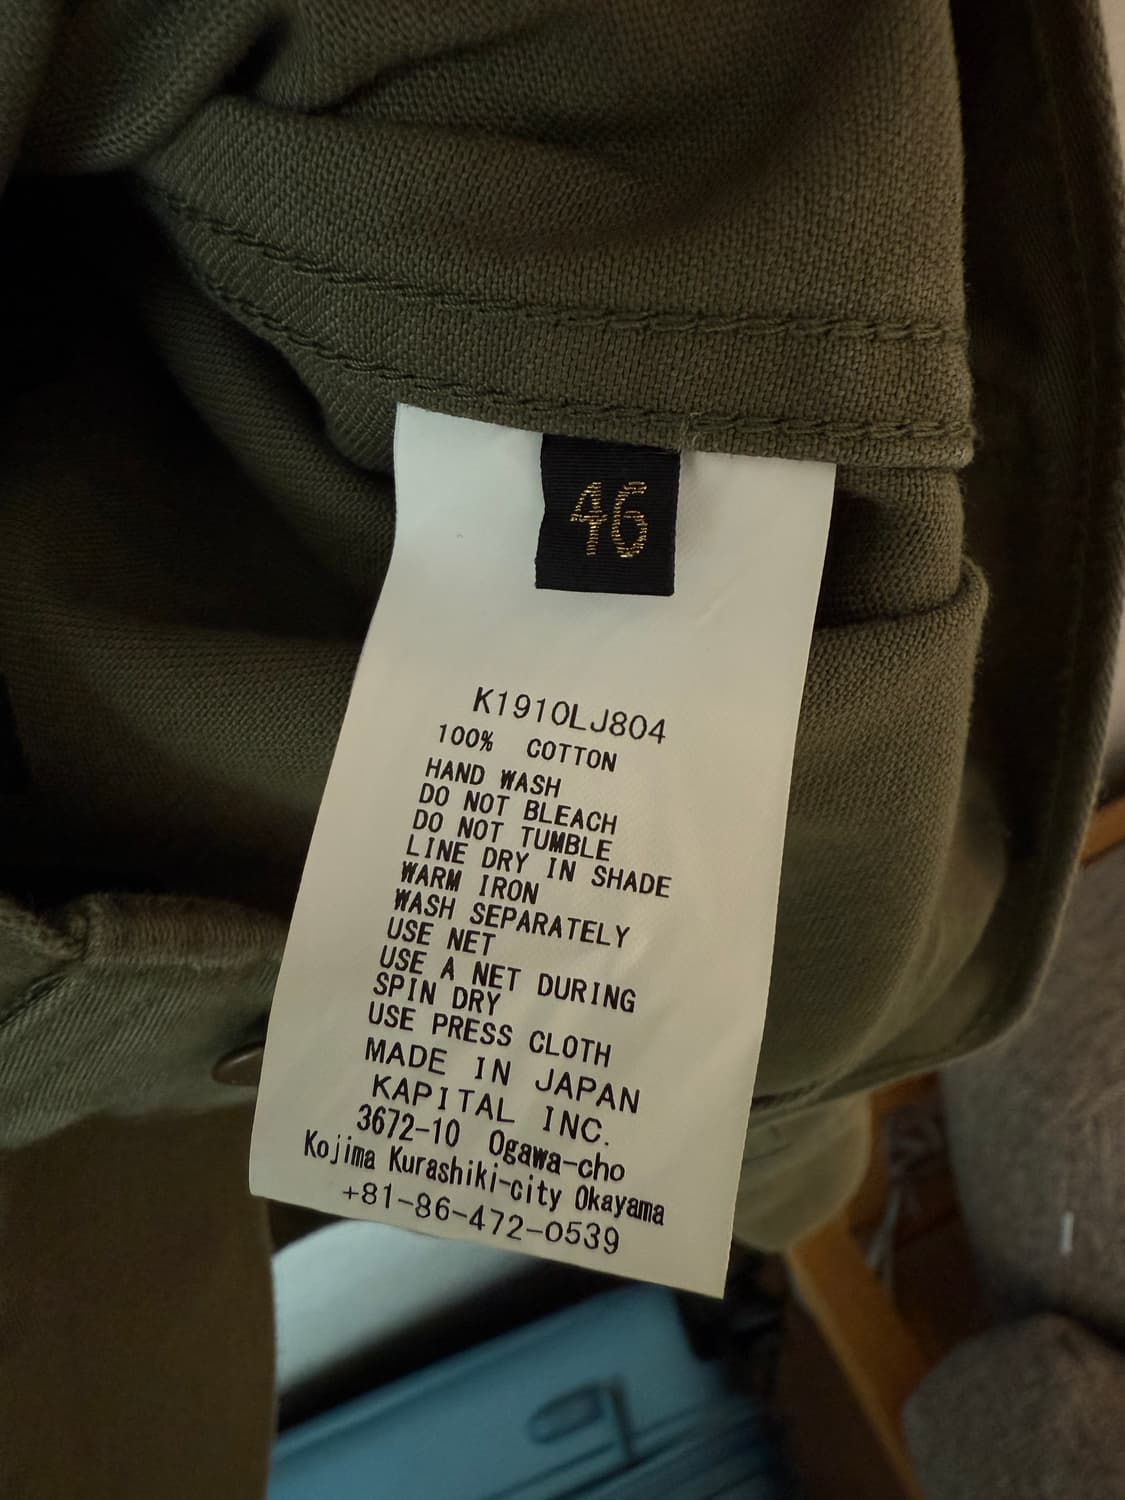 46
K1910LJ804
100% COTTON
HAND WASH
DO NOT BLEACH
DO NOT TUMBLE
LINE DRY IN SHADE
WARM IRON
WASH SEPARATELY
USE NET
USE A NET DURING
SPIN DRY
USE PRESS CLOTH
MADE IN JAPAN
KAPITAL INC.
3672-10 Ogawa-cho
Kojima Kurashiki-city Okayama
+81-86-472-0539